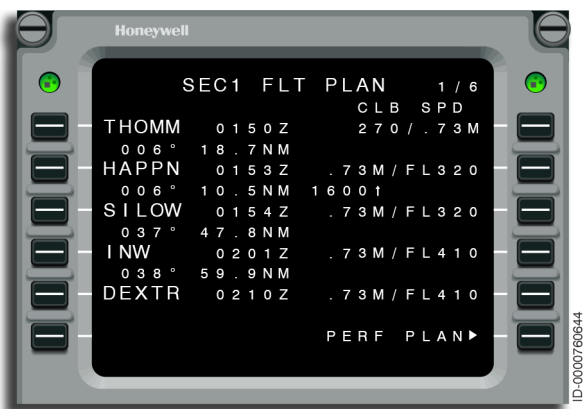 Honeywell
SEC1 FLT PLAN 1/6
CLB SPD
THOMM 0150Z 270/.73M
006° 18.7NM
HAPPN 0153Z .73M/FL320
006° 10.5NM 1600↑
SILOW 0154Z .73M/FL320
037° 47.8NM
INW 0201Z .73M/FL410
038° 59.9NM
DEXTR 0210Z .73M/FL410
PERF PLAN▶
ID-0000760644